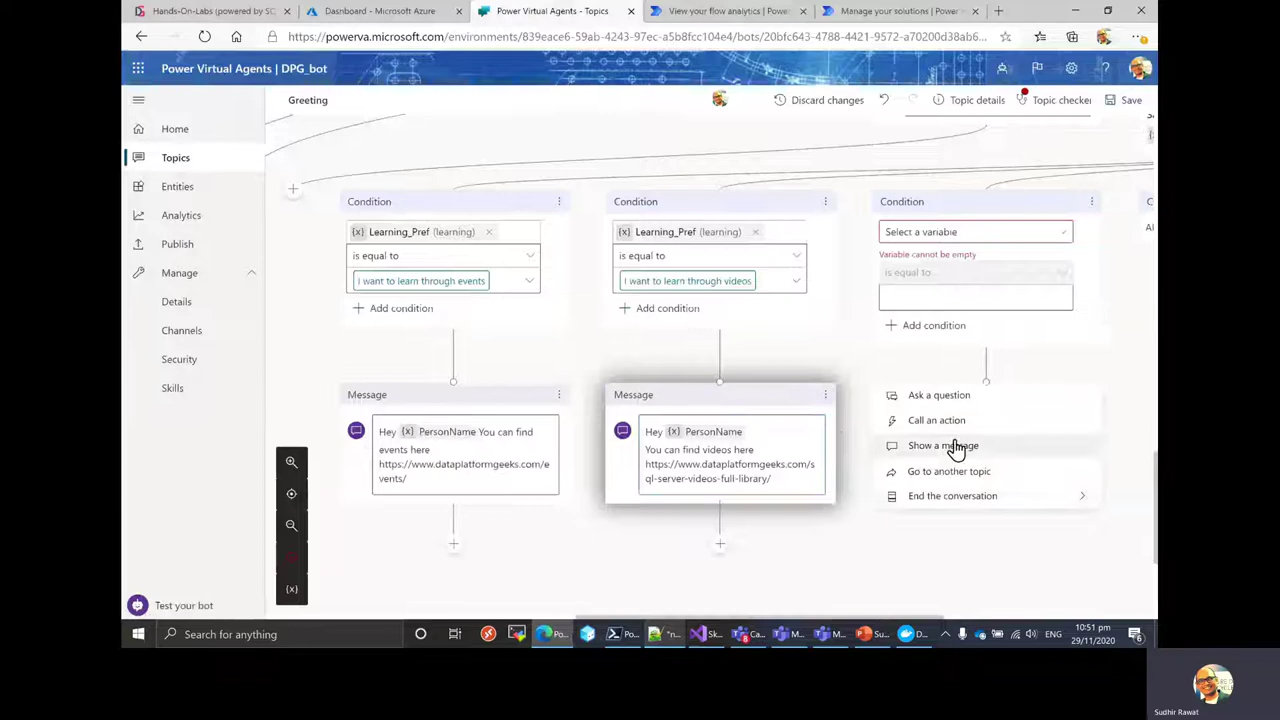 Hands-On-Labs (powered by SC
Dashboard - Microsoft Azure
Power Virtual Agents - Topics
View your flow analytics | Powe
Manage your solutions | Power
https://powerva.microsoft.com/environments/839eace6-59ab-4243-97ec-a5b8fcc104e4/bots/20bfc643-4788-4421-9572-a70200d38ab6...
Power Virtual Agents | DPG_bot
Greeting
Discard changes
Topic details
Topic checker
Save
Home
Topics
Entities
Analytics
Publish
Manage
Details
Channels
Security
Skills
Test your bot
Condition
{x} Learning_Pref (learning)
is equal to
I want to learn through events
Add condition
Message
Hey {x} PersonName You can find
events here
https://www.dataplatformgeeks.com/e
vents/
Condition
{x} Learning_Pref (learning)
is equal to
I want to learn through videos
Add condition
Message
Hey {x} PersonName
You can find videos here
https://www.dataplatformgeeks.com/s
ql-server-videos-full-library/
Condition
Select a variable
Variable cannot be empty
is equal to...
Add condition
Ask a question
Call an action
Show a message
Go to another topic
End the conversation
{x}
Search for anything
Po...
Po...
"n...
Sk...
Ca...
M...
M...
Su...
D...
ENG
10:51 pm
29/11/2020
6
Sudhir Rawat